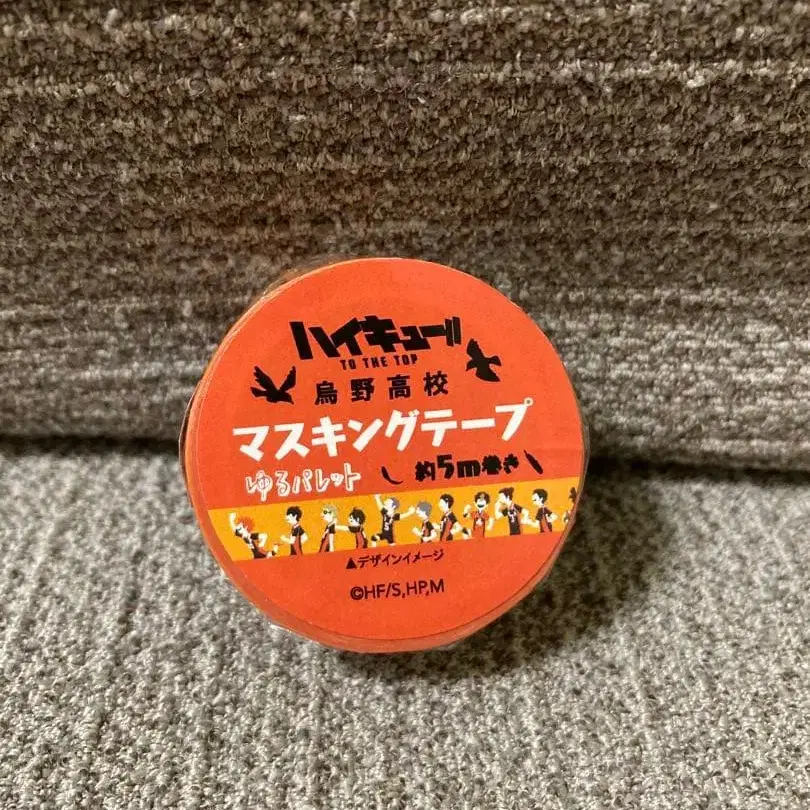 ハイキュー!!
TO THE TOP
烏野高校
マスキングテープ
ゆるパレット
約5m巻き
▲デザインイメージ
©HF/S,HP,M